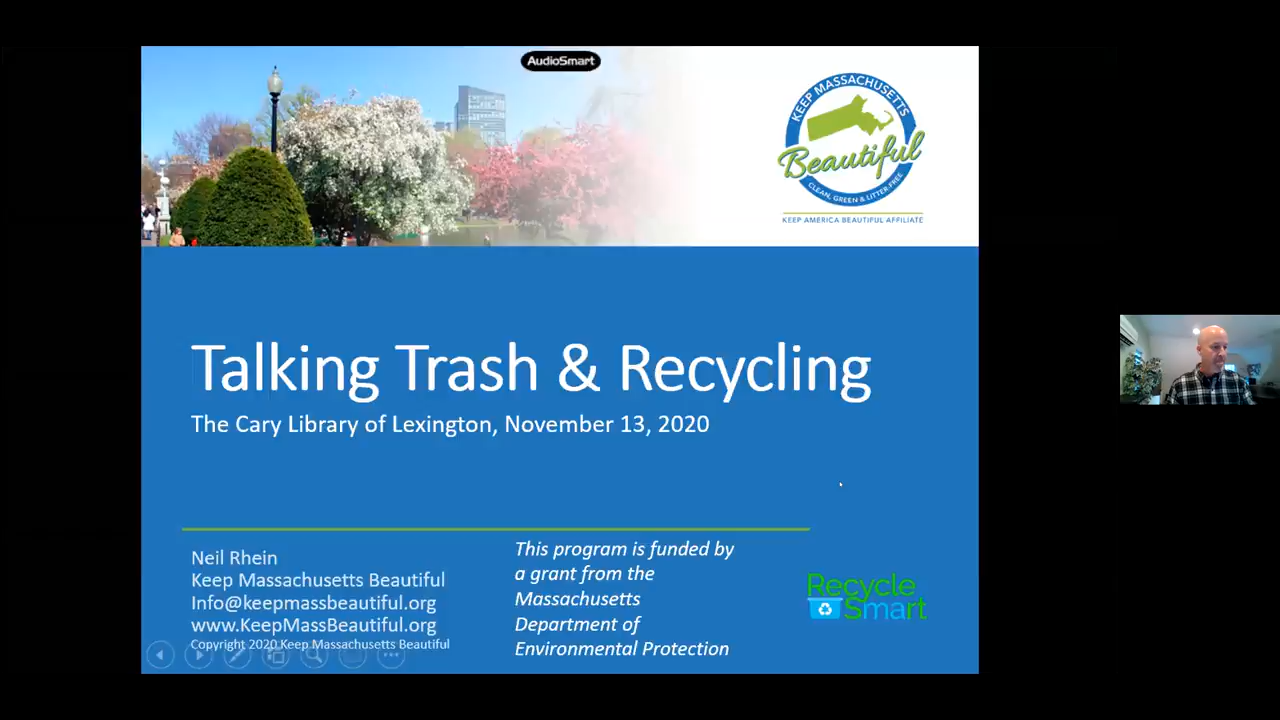 AudioSmart
KEEP MASSACHUSETTS
Beautiful
CLEAN, GREEN & LITTER-FREE
KEEP AMERICA BEAUTIFUL AFFILIATE
Talking Trash & Recycling
The Cary Library of Lexington, November 13, 2020
Neil Rhein
Keep Massachusetts Beautiful
Info@keepmassbeautiful.org
www.KeepMassBeautiful.org
Copyright 2020 Keep Massachusetts Beautiful
This program is funded by
a grant from the
Massachusetts
Department of
Environmental Protection
Recycle
Smart